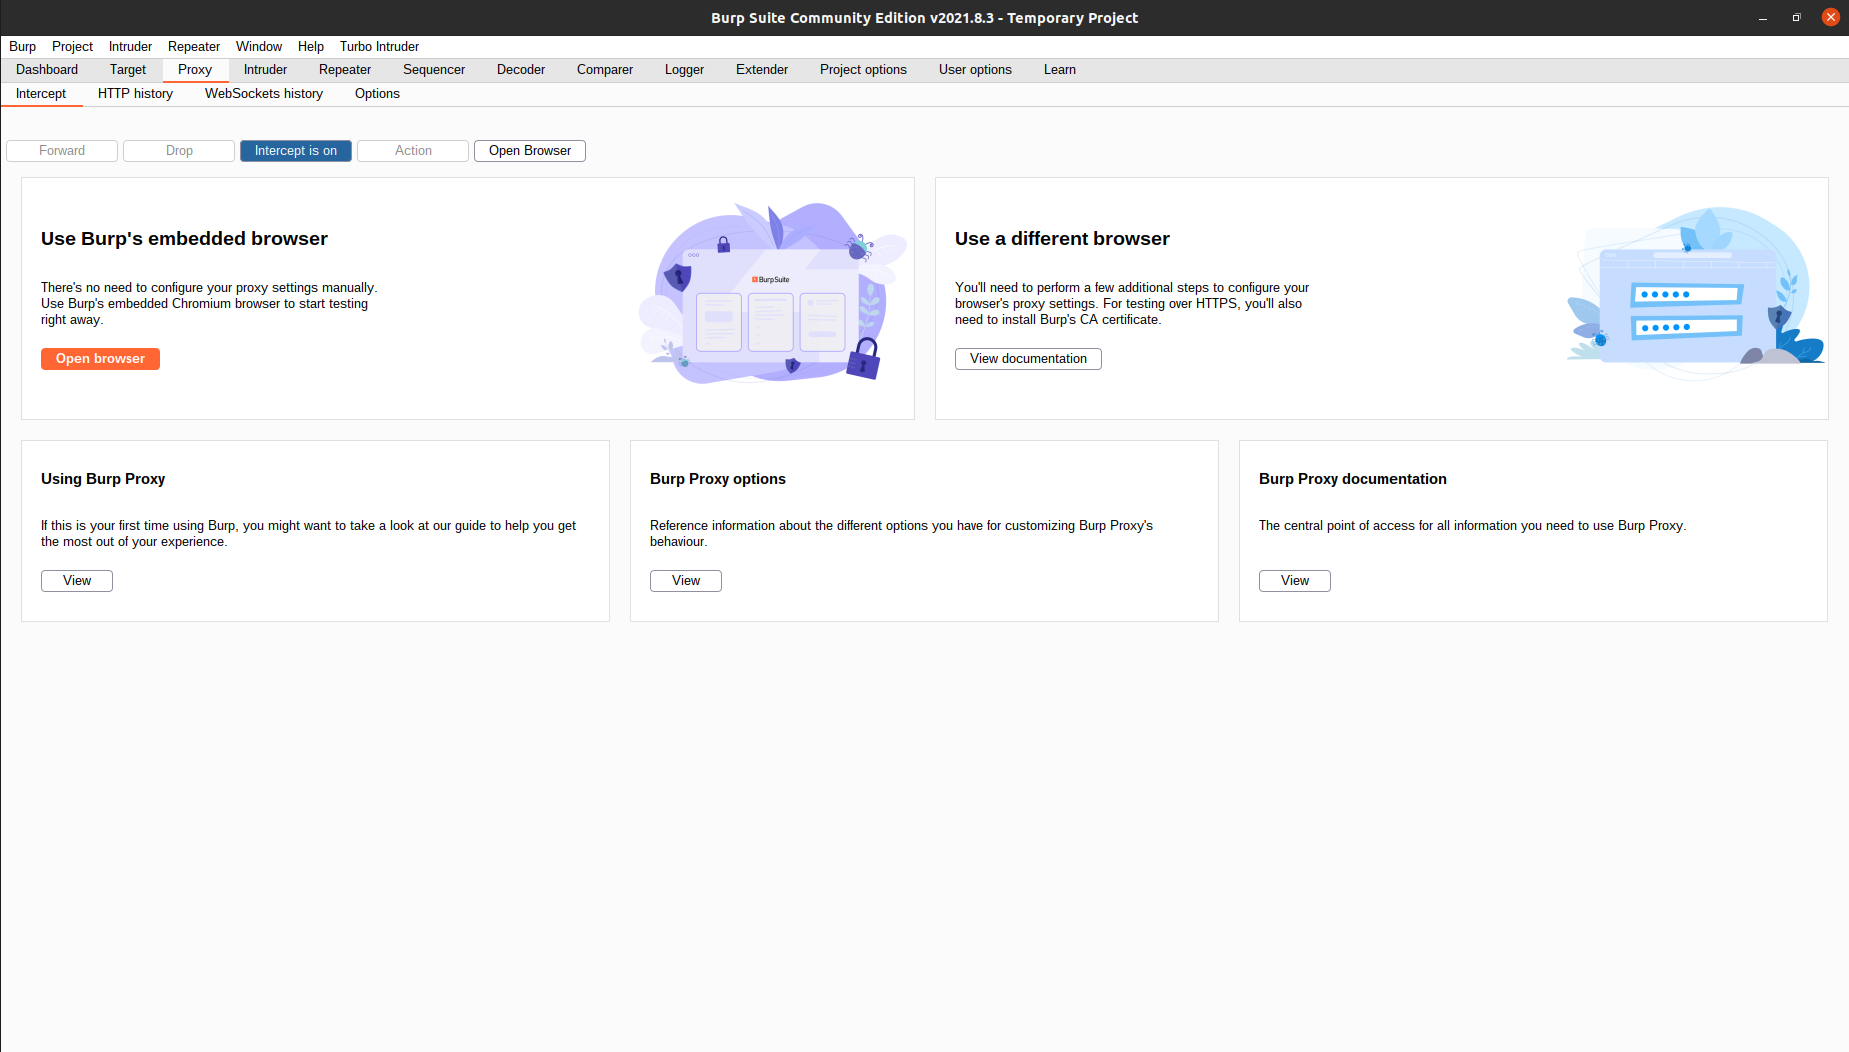 Burp Suite Community Edition v2021.8.3 - Temporary Project
Burp Project Intruder Repeater Window Help Turbo Intruder
Dashboard Target Proxy Intruder Repeater Sequencer Decoder Comparer Logger Extender Project options User options Learn
Intercept HTTP history WebSockets history Options
Forward Drop Intercept is on Action Open Browser
Use Burp's embedded browser
There's no need to configure your proxy settings manually.
Use Burp's embedded Chromium browser to start testing
right away.
Open browser
BurpSuite
Use a different browser
You'll need to perform a few additional steps to configure your
browser's proxy settings. For testing over HTTPS, you'll also
need to install Burp's CA certificate.
View documentation
Using Burp Proxy
If this is your first time using Burp, you might want to take a look at our guide to help you get
the most out of your experience.
View
Burp Proxy options
Reference information about the different options you have for customizing Burp Proxy's
behaviour.
View
Burp Proxy documentation
The central point of access for all information you need to use Burp Proxy.
View